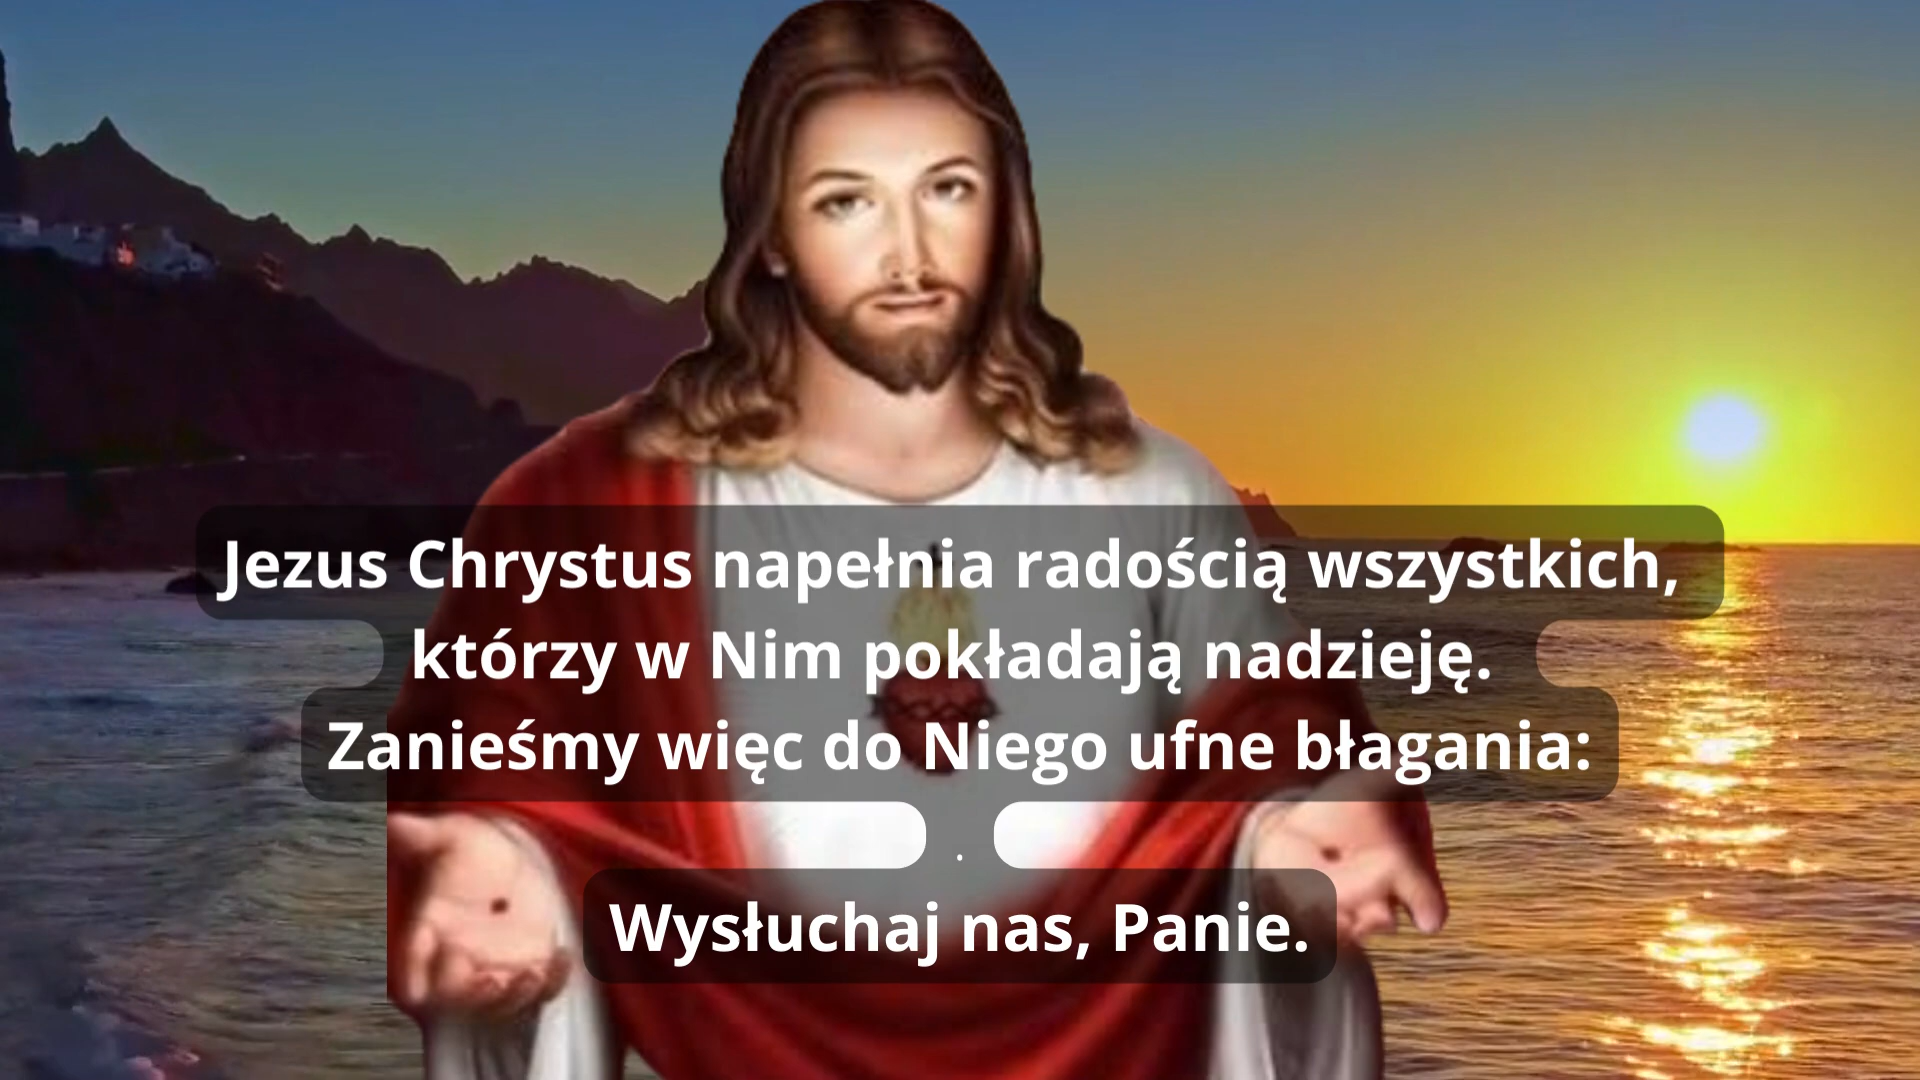 Jezus Chrystus napełnia radością wszystkich,
którzy w Nim pokładają nadzieję.
Zanieśmy więc do Niego ufne błagania:
.
Wysłuchaj nas, Panie.